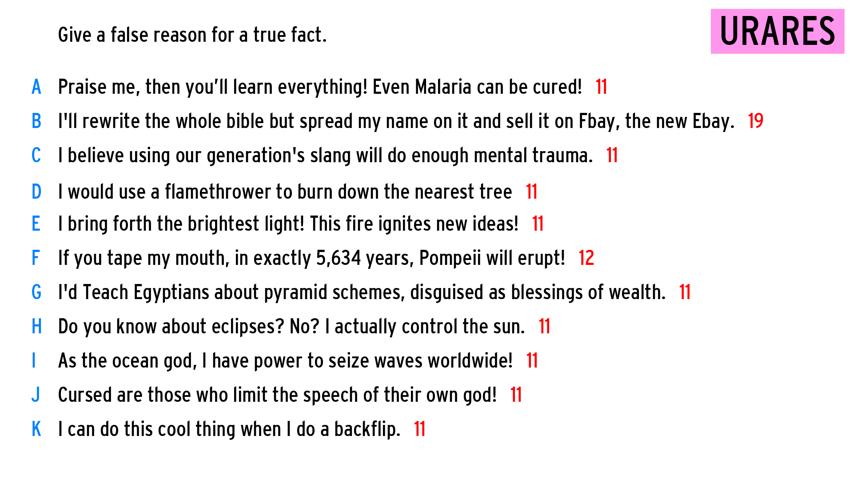 Give a false reason for a true fact.
URARES
A Praise me, then you'll learn everything! Even Malaria can be cured! 11
B I'll rewrite the whole bible but spread my name on it and sell it on Fbay, the new Ebay. 19
C I believe using our generation's slang will do enough mental trauma. 11
D I would use a flamethrower to burn down the nearest tree 11
E I bring forth the brightest light! This fire ignites new ideas! 11
F If you tape my mouth, in exactly 5,634 years, Pompeii will erupt! 12
G I'd Teach Egyptians about pyramid schemes, disguised as blessings of wealth. 11
H Do you know about eclipses? No? I actually control the sun. 11
I As the ocean god, I have power to seize waves worldwide! 11
J Cursed are those who limit the speech of their own god! 11
K I can do this cool thing when I do a backflip. 11